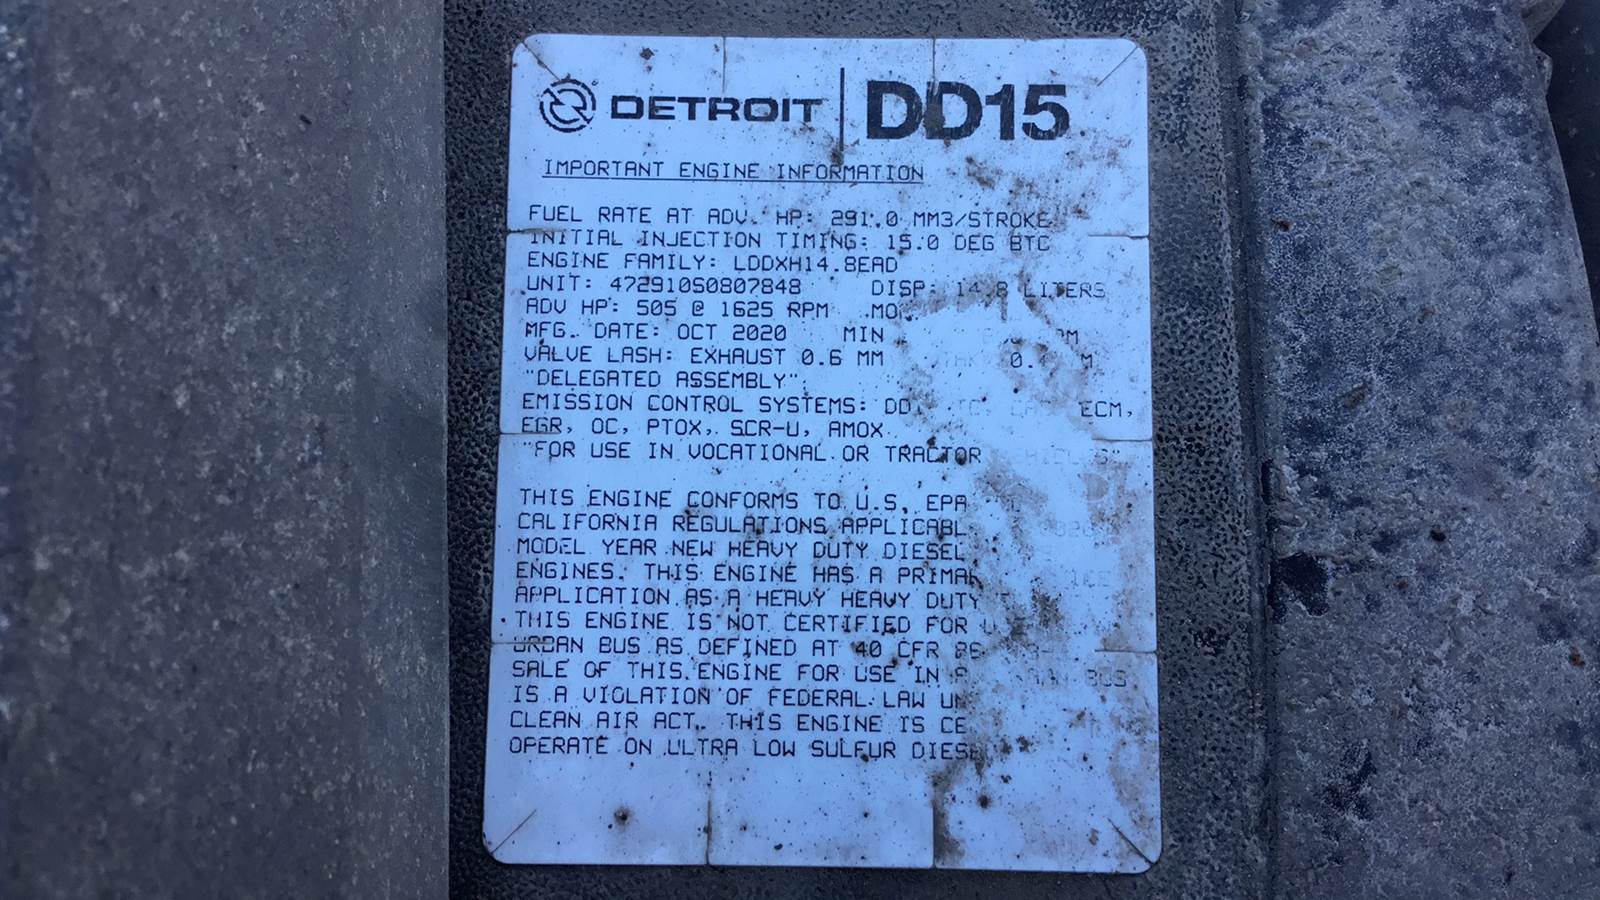 DETROIT DD15
IMPORTANT ENGINE INFORMATION
FUEL RATE AT ADV. HP: 291.0 MM3/STROKE
INITIAL INJECTION TIMING: 15.0 DEG BTC
ENGINE FAMILY: LDDXH14.8EAD
UNIT: 472910S0807848 DISP: 14.8 LITERS
ADV HP: 505 @ 1625 RPM
MFG. DATE: OCT 2020 MIN
VALVE LASH: EXHAUST 0.6 MM
"DELEGATED ASSEMBLY"
EMISSION CONTROL SYSTEMS: ECM,
EGR, OC, PTOX, SCR-U, AMOX
"FOR USE IN VOCATIONAL OR TRACTOR
THIS ENGINE CONFORMS TO U.S. EPA
CALIFORNIA REGULATIONS
MODEL YEAR NEW HEAVY DUTY DIESEL
ENGINES. THIS ENGINE HAS A
APPLICATION AS A HEAVY HEAVY DUTY
THIS ENGINE IS NOT CERTIFIED FOR
URBAN BUS AS DEFINED AT 40 CFR
SALE OF THIS ENGINE FOR USE IN BUS
IS A VIOLATION OF FEDERAL LAW
CLEAN AIR ACT. THIS ENGINE IS
OPERATE ON ULTRA LOW SULFUR